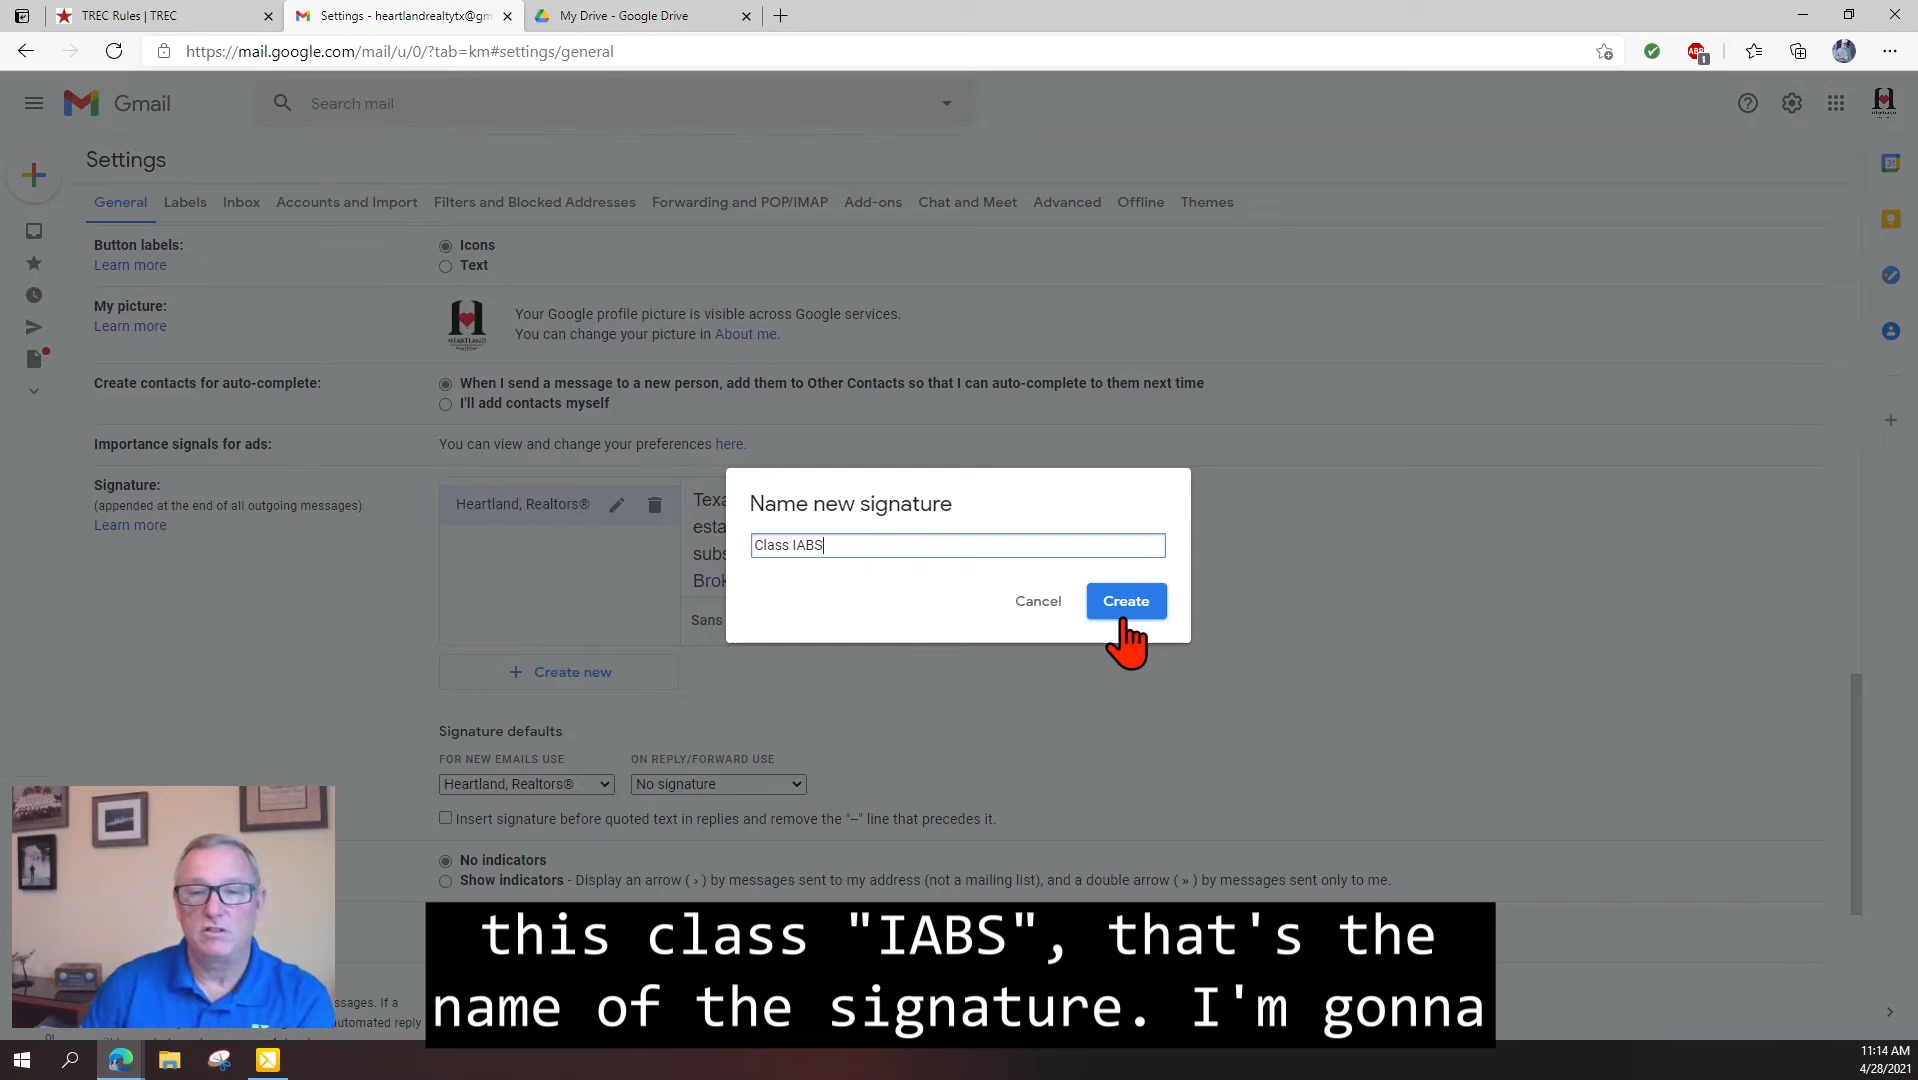 TREC Rules | TREC
Settings - heartlandrealtytx@gm
My Drive - Google Drive
https://mail.google.com/mail/u/0/?tab=km#settings/general
ABP
1
Gmail
Search mail
Settings
General Labels Inbox Accounts and Import Filters and Blocked Addresses Forwarding and POP/IMAP Add-ons Chat and Meet Advanced Offline Themes
31
Button labels:
Learn more
Icons
Text
My picture:
Learn more
HEARTLAND
Your Google profile picture is visible across Google services.
You can change your picture in About me.
Create contacts for auto-complete:
When I send a message to a new person, add them to Other Contacts so that I can auto-complete to them next time
I'll add contacts myself
Importance signals for ads:
You can view and change your preferences here.
Signature:
(appended at the end of all outgoing messages)
Learn more
Heartland, Realtors®
Texa
esta
subs
Brok
Sans
Name new signature
Class IABS
Cancel
Create
+ Create new
Signature defaults
FOR NEW EMAILS USE
ON REPLY/FORWARD USE
Heartland, Realtors®
No signature
Insert signature before quoted text in replies and remove the "--" line that precedes it.
No indicators
Show indicators - Display an arrow ( › ) by messages sent to my address (not a mailing list), and a double arrow ( » ) by messages sent only to me.
ssages. If a
utomated reply
this class "IABS", that's the
name of the signature. I'm gonna
11:14 AM
4/28/2021